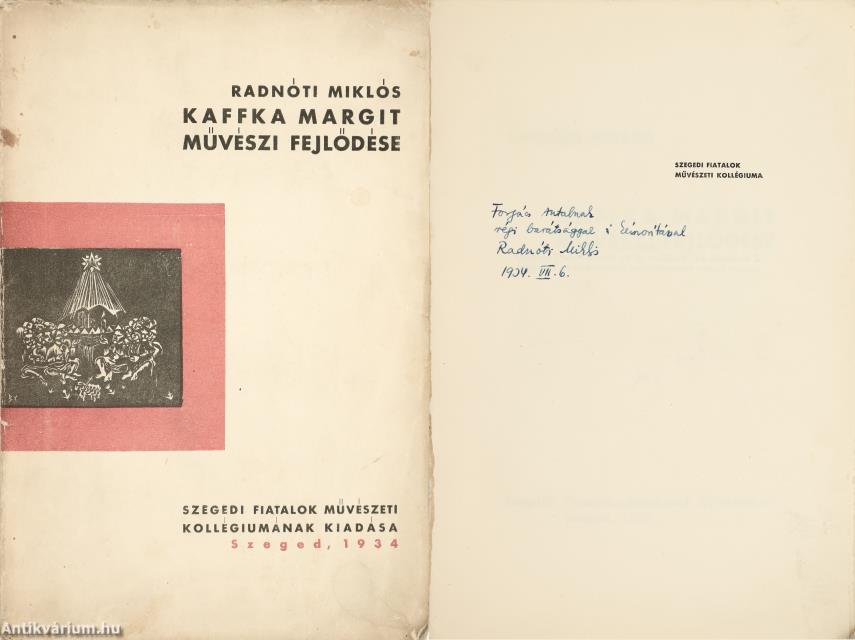 RADNÓTI MIKLÓS
KAFFKA MARGIT
MŰVÉSZI FEJLŐDÉSE
SZEGEDI FIATALOK MŰVÉSZETI
KOLLÉGIUMÁNAK KIADÁSA
Szeged, 1934
SZEGEDI FIATALOK
MŰVÉSZETI KOLLÉGIUMA
Forgács Antalnak
régi barátsággal s
Radnóti Miklós
1934. VII. 6.
Antikvárium.hu